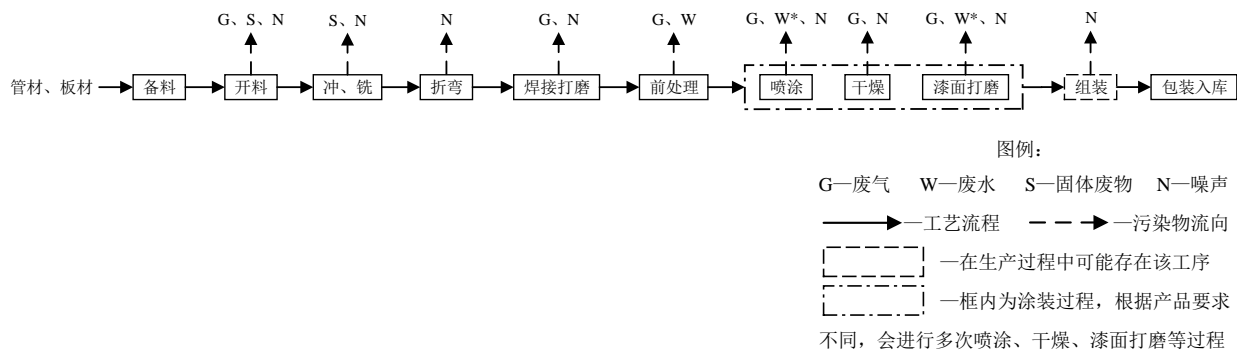 G、S、N S、N N G、N G、W G、W*、N G、N G、W*、N N
管材、板材 备料 开料 冲、铣 折弯 焊接打磨 前处理 喷涂 干燥 漆面打磨 组装 包装入库
图例：
G—废气 W—废水 S—固体废物 N—噪声
—工艺流程 —污染物流向
—在生产过程中可能存在该工序
—框内为涂装过程，根据产品要求
不同，会进行多次喷涂、干燥、漆面打磨等过程